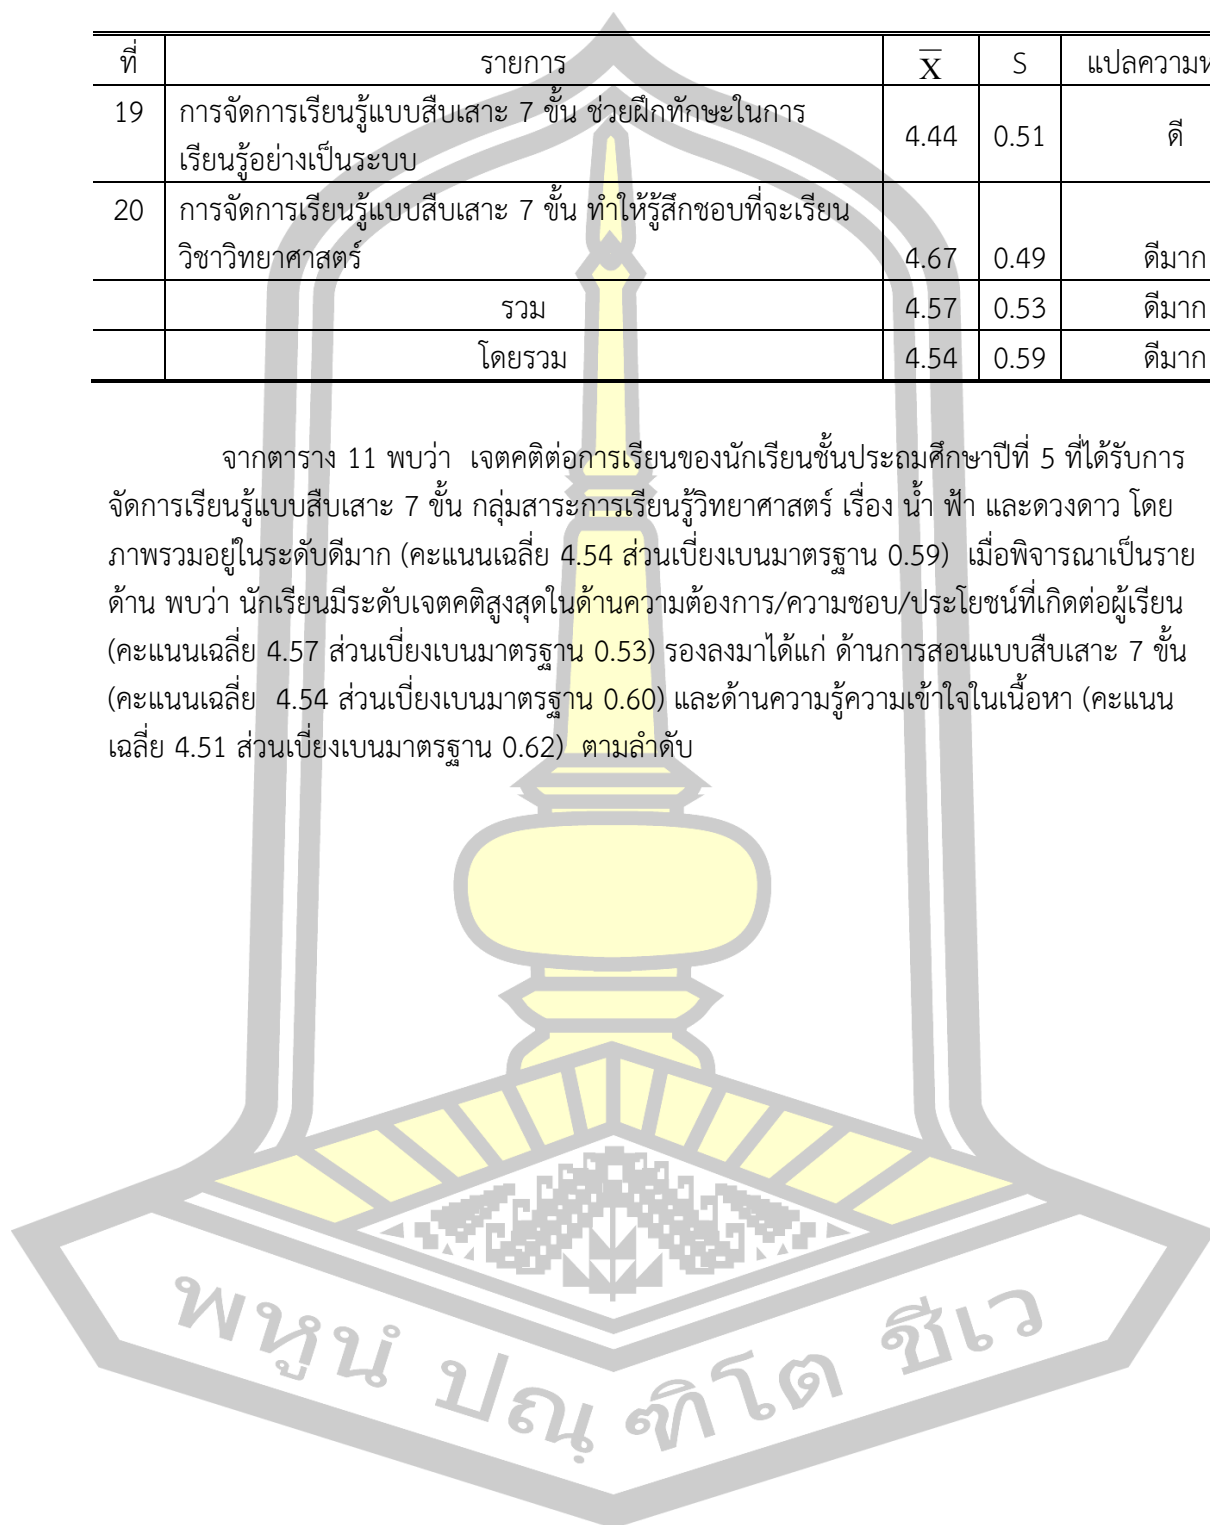 ที่ รายการ X̄ S แปลความห
19 การจัดการเรียนรู้แบบสืบเสาะ 7 ขั้น ช่วยฝึกทักษะในการ
เรียนรู้อย่างเป็นระบบ 4.44 0.51 ดี
20 การจัดการเรียนรู้แบบสืบเสาะ 7 ขั้น ทำให้รู้สึกชอบที่จะเรียน
วิชาวิทยาศาสตร์ 4.67 0.49 ดีมาก
รวม 4.57 0.53 ดีมาก
โดยรวม 4.54 0.59 ดีมาก
จากตาราง 11 พบว่า เจตคติต่อการเรียนของนักเรียนชั้นประถมศึกษาปีที่ 5 ที่ได้รับการ
จัดการเรียนรู้แบบสืบเสาะ 7 ขั้น กลุ่มสาระการเรียนรู้วิทยาศาสตร์ เรื่อง น้ำ ฟ้า และดวงดาว โดย
ภาพรวมอยู่ในระดับดีมาก (คะแนนเฉลี่ย 4.54 ส่วนเบี่ยงเบนมาตรฐาน 0.59) เมื่อพิจารณาเป็นราย
ด้าน พบว่า นักเรียนมีระดับเจตคติสูงสุดในด้านความต้องการ/ความชอบ/ประโยชน์ที่เกิดต่อผู้เรียน
(คะแนนเฉลี่ย 4.57 ส่วนเบี่ยงเบนมาตรฐาน 0.53) รองลงมาได้แก่ ด้านการสอนแบบสืบเสาะ 7 ขั้น
(คะแนนเฉลี่ย 4.54 ส่วนเบี่ยงเบนมาตรฐาน 0.60) และด้านความรู้ความเข้าใจในเนื้อหา (คะแนน
เฉลี่ย 4.51 ส่วนเบี่ยงเบนมาตรฐาน 0.62) ตามลำดับ
พหูนํ ปณฺฑิโต ชีเว